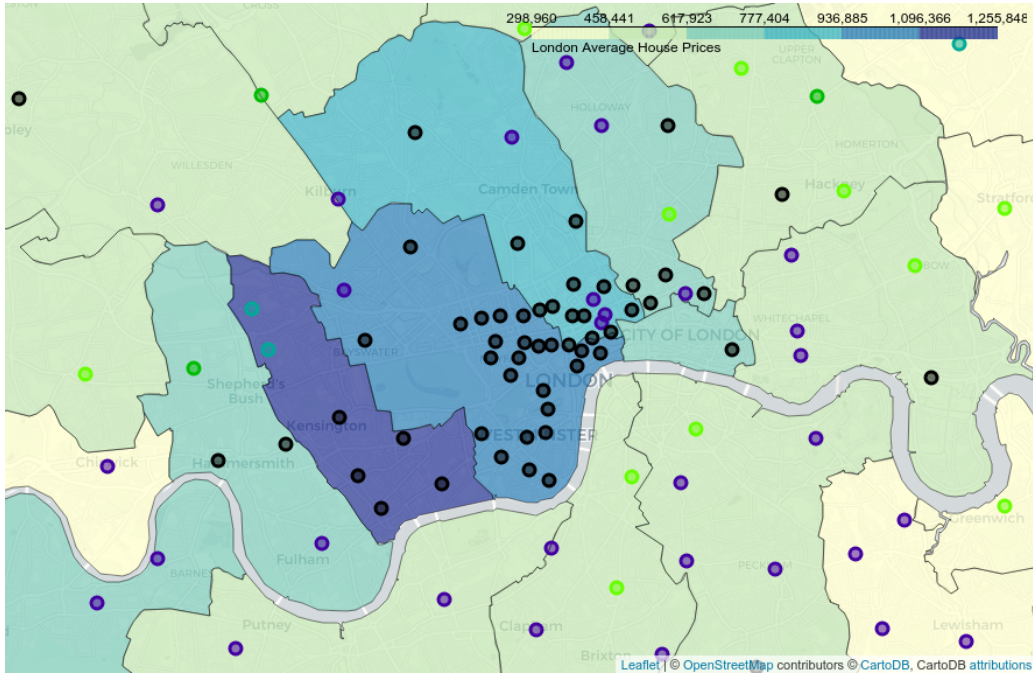 298,960 458,441 617,923 777,404 936,885 1,096,366 1,255,848
London Average House Prices
UPPER
CLAPTON
HOLLOWAY
HOMERTON
WILLESDEN
Kilburn
Camden Town
Hackney
Stratford
BOW
WHITECHAPEL
CITY OF LONDON
BAYSWATER
LONDON
Shepherd's
Bush
Kensington
WESTMINSTER
Chiswick
Hammersmith
Greenwich
Fulham
BARNES
PECKHAM
Putney
Clapham
Lewisham
Brixton
Leaflet | © OpenStreetMap contributors © CartoDB, CartoDB attributions